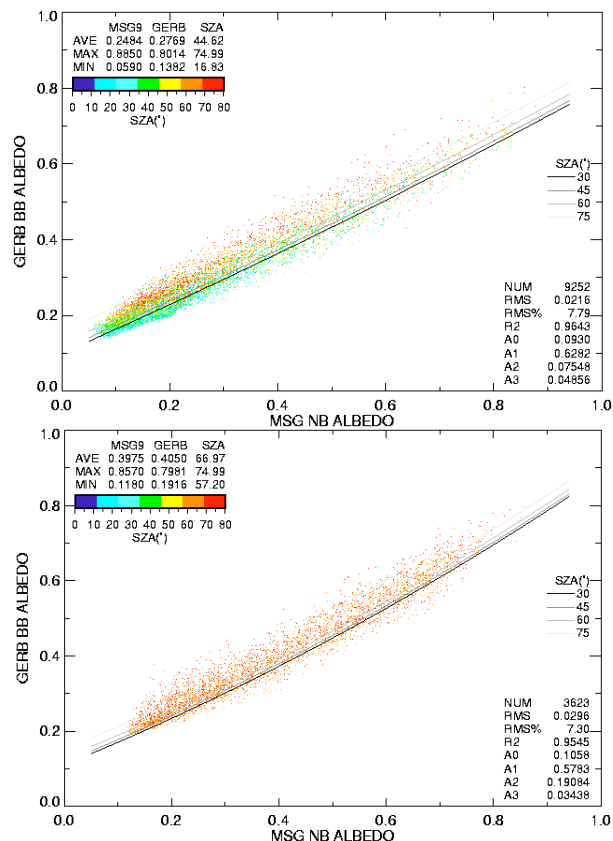 1.0
MSG9 GERB SZA
AVE 0.2484 0.2769 44.62
MAX 0.8850 0.8014 74.99
MIN 0.0590 0.1382 16.83
0 20 40 60 80
SZA(°)
0.8
0.6
0.4
0.2
0.0
GERB BB ALBEDO
SZA(°)
30
45
60
75
NUM 9252
RMS 0.0216
RMS% 7.79
R2 0.9643
A0 0.0930
A1 0.6282
A2 0.07548
A3 0.04856
0.0 0.2 0.4 0.6 0.8 1.0
MSG NB ALBEDO
1.0
MSG9 GERB SZA
AVE 0.3975 0.4050 66.97
MAX 0.8570 0.7981 74.99
MIN 0.1180 0.1916 57.20
0 20 40 60 80
SZA(°)
0.8
0.6
0.4
0.2
0.0
GERB BB ALBEDO
SZA(°)
30
45
60
75
NUM 3623
RMS 0.0296
RMS% 7.30
R2 0.9545
A0 0.1058
A1 0.5783
A2 0.19084
A3 0.03438
0.0 0.2 0.4 0.6 0.8 1.0
MSG NB ALBEDO